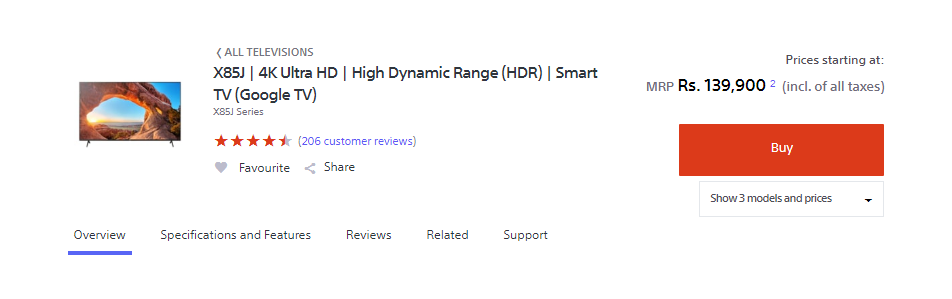 ALL TELEVISIONS
X85J | 4K Ultra HD | High Dynamic Range (HDR) | Smart
TV (Google TV)
X85J Series
(206 customer reviews)
Favourite
Share
Prices starting at:
MRP Rs. 139,900 2 (incl. of all taxes)
Buy
Show 3 models and prices
Overview Specifications and Features Reviews Related Support